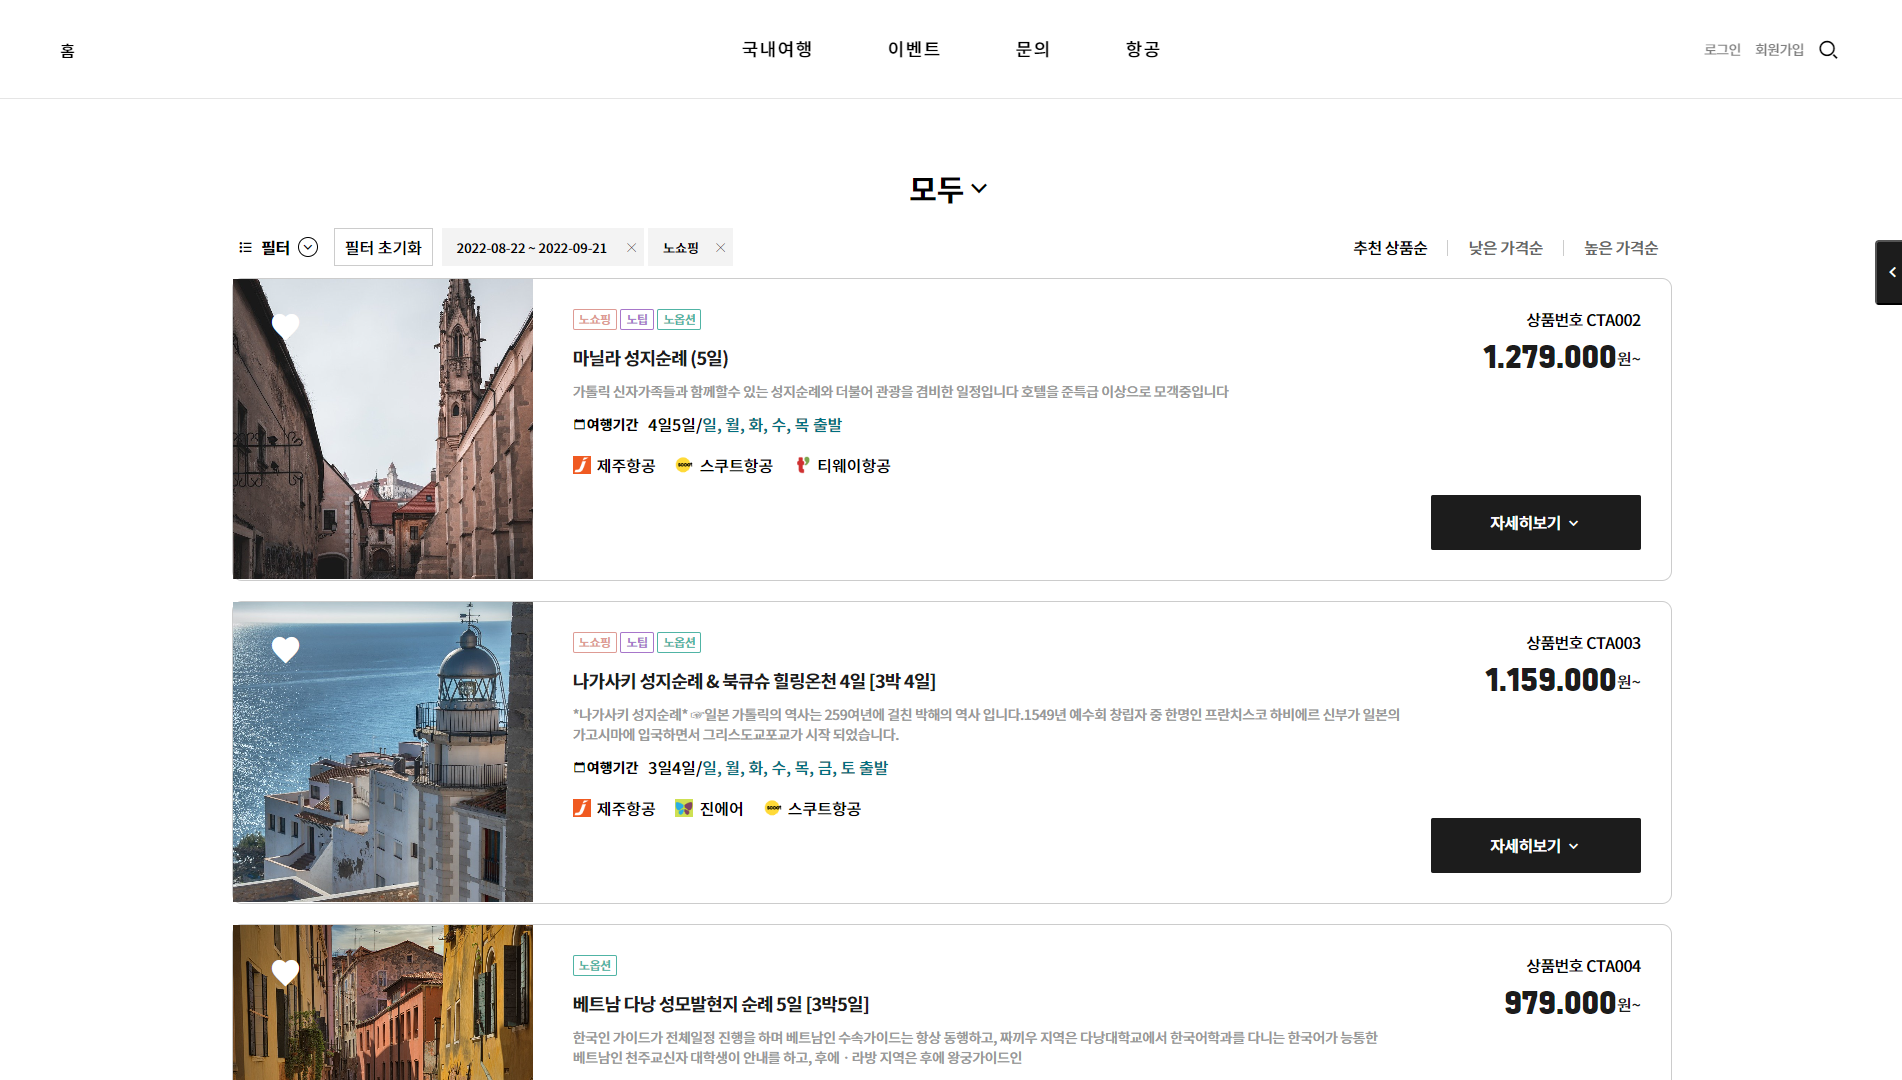 홈
국내여행 이벤트 문의 항공
로그인 회원가입
모두
필터 필터 초기화 2022-08-22 ~ 2022-09-21 노쇼핑
추천 상품순 낮은 가격순 높은 가격순
노쇼핑 노팁 노옵션
상품번호 CTA002
마닐라 성지순례 (5일)
1.279.000원~
가톨릭 신자가족들과 함께할수 있는 성지순례와 더불어 관광을 겸비한 일정입니다 호텔을 준특급 이상으로 모객중입니다
여행기간 4일5일/일, 월, 화, 수, 목 출발
제주항공 scoot 스쿠트항공 t' 티웨이항공
자세히보기
노쇼핑 노팁 노옵션
상품번호 CTA003
나가사키 성지순례 & 북큐슈 힐링온천 4일 [3박 4일]
1.159.000원~
*나가사키 성지순례* ☞일본 가톨릭의 역사는 259여년에 걸친 박해의 역사 입니다.1549년 예수회 창립자 중 한명인 프란치스코 하비에르 신부가 일본의
가고시마에 입국하면서 그리스도교포교가 시작 되었습니다.
여행기간 3일4일/일, 월, 화, 수, 목, 금, 토 출발
제주항공 진에어 scoot 스쿠트항공
자세히보기
노옵션
상품번호 CTA004
베트남 다낭 성모발현지 순례 5일 [3박5일]
979.000원~
한국인 가이드가 전체일정 진행을 하며 베트남인 수속가이드는 항상 동행하고, 짜끼우 지역은 다낭대학교에서 한국어학과를 다니는 한국어가 능통한
베트남인 천주교신자 대학생이 안내를 하고, 후에 · 라방 지역은 후에 왕궁가이드인